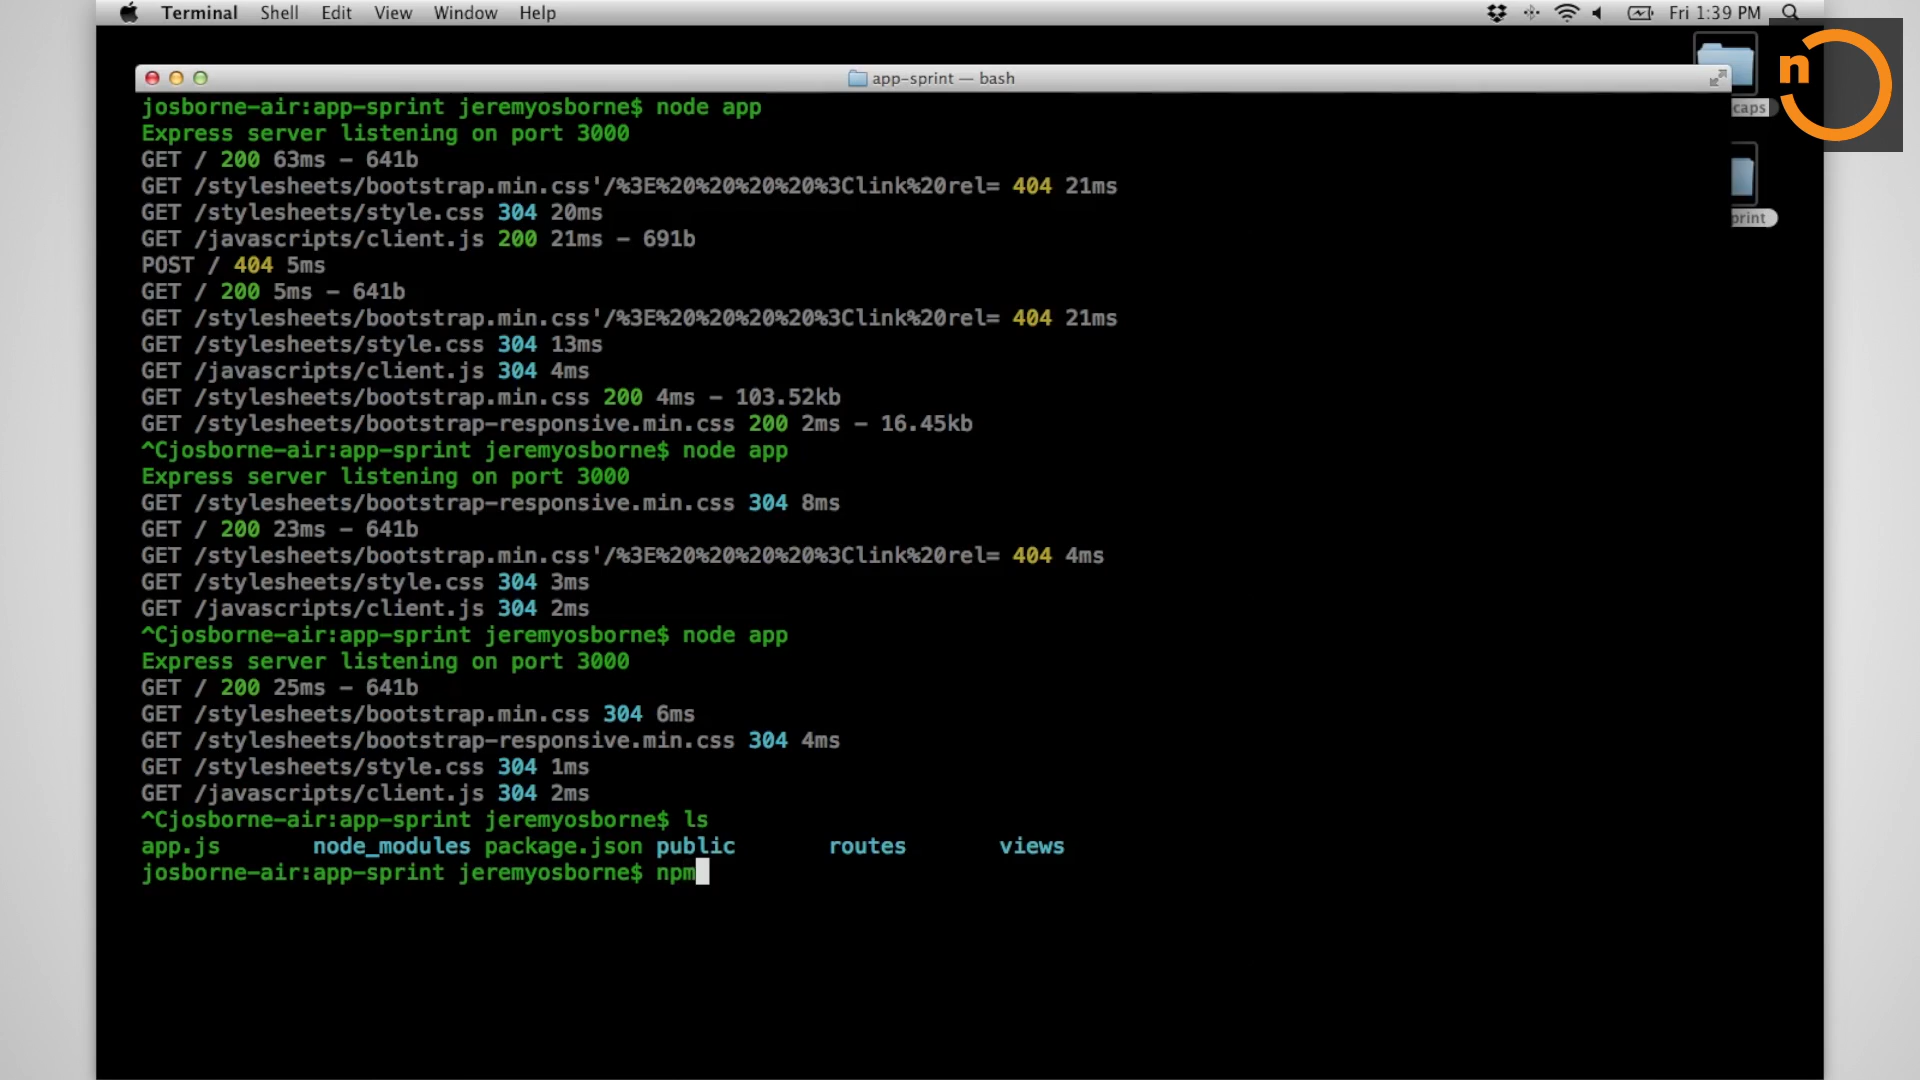 Terminal Shell Edit View Window Help Fri 1:39 PM
n
app-sprint — bash
caps
print
josborne-air:app-sprint jeremyosborne$ node app
Express server listening on port 3000
GET / 200 63ms - 641b
GET /stylesheets/bootstrap.min.css'/%3E%20%20%20%20%3Clink%20rel= 404 21ms
GET /stylesheets/style.css 304 20ms
GET /javascripts/client.js 200 21ms - 691b
POST / 404 5ms
GET / 200 5ms - 641b
GET /stylesheets/bootstrap.min.css'/%3E%20%20%20%20%3Clink%20rel= 404 21ms
GET /stylesheets/style.css 304 13ms
GET /javascripts/client.js 304 4ms
GET /stylesheets/bootstrap.min.css 200 4ms - 103.52kb
GET /stylesheets/bootstrap-responsive.min.css 200 2ms - 16.45kb
^Cjosborne-air:app-sprint jeremyosborne$ node app
Express server listening on port 3000
GET /stylesheets/bootstrap-responsive.min.css 304 8ms
GET / 200 23ms - 641b
GET /stylesheets/bootstrap.min.css'/%3E%20%20%20%20%3Clink%20rel= 404 4ms
GET /stylesheets/style.css 304 3ms
GET /javascripts/client.js 304 2ms
^Cjosborne-air:app-sprint jeremyosborne$ node app
Express server listening on port 3000
GET / 200 25ms - 641b
GET /stylesheets/bootstrap.min.css 304 6ms
GET /stylesheets/bootstrap-responsive.min.css 304 4ms
GET /stylesheets/style.css 304 1ms
GET /javascripts/client.js 304 2ms
^Cjosborne-air:app-sprint jeremyosborne$ ls
app.js node_modules package.json public routes views
josborne-air:app-sprint jeremyosborne$ npm